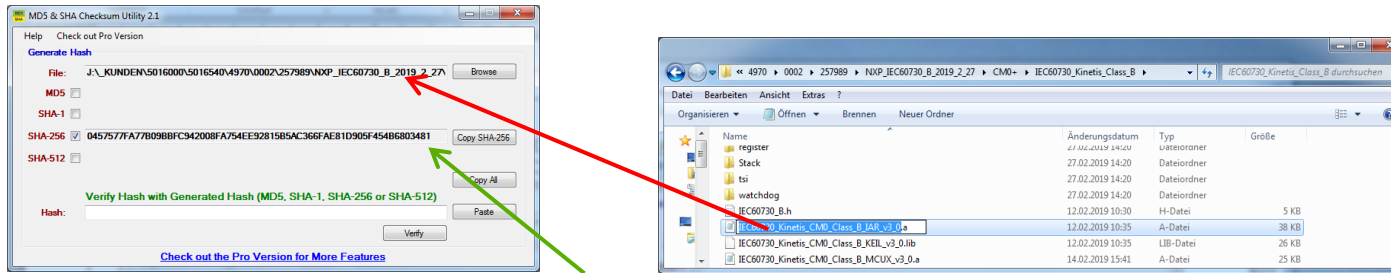 MD5 & SHA Checksum Utility 2.1
Help Check out Pro Version
Generate Hash
File: J:\_KUNDEN\5016000\5016540\4970\0002\257989\NXP_IEC60730_B_2019_2_27\ Browse
MD5
SHA-1
SHA-256 0457577FA77B09BBFC942008FA754EE92815B5AC366FAE81D905F454B6803481 Copy SHA-256
SHA-512
Copy All
Verify Hash with Generated Hash (MD5, SHA-1, SHA-256 or SHA-512)
Hash: Paste
Verify
Check out the Pro Version for More Features
« 4970 ▸ 0002 ▸ 257989 ▸ NXP_IEC60730_B_2019_2_27 ▸ CM0+ ▸ IEC60730_Kinetis_Class_B ▸ IEC60730_Kinetis_Class_B durchsuchen
Datei Bearbeiten Ansicht Extras ?
Organisieren Öffnen Brennen Neuer Ordner
Name Änderungsdatum Typ Größe
register 27.02.2019 14:20 Dateiordner
Stack 27.02.2019 14:20 Dateiordner
tsi 27.02.2019 14:20 Dateiordner
watchdog 27.02.2019 14:20 Dateiordner
IEC60730_B.h 12.02.2019 10:30 H-Datei 5 KB
IEC60730_Kinetis_CM0_Class_B_IAR_v3_0.a 12.02.2019 10:35 A-Datei 38 KB
IEC60730_Kinetis_CM0_Class_B_KEIL_v3_0.lib 12.02.2019 10:35 LIB-Datei 26 KB
IEC60730_Kinetis_CM0_Class_B_MCUX_v3_0.a 14.02.2019 15:41 A-Datei 25 KB